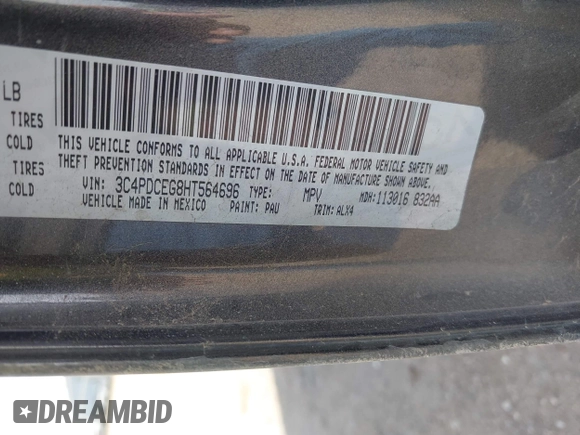 LB
TIRES
COLD
TIRES
COLD
THIS VEHICLE CONFORMS TO ALL APPLICABLE U.S.A. FEDERAL MOTOR VEHICLE SAFETY AND
THEFT PREVENTION STANDARDS IN EFFECT ON THE DATE OF MANUFACTURE SHOWN ABOVE.
VIN: 3C4PDCEG8HT564696 TYPE: MPV MDH:113016 832AA
VEHICLE MADE IN MEXICO PAINT: PAU TRIM: ALX4
DREAMBID